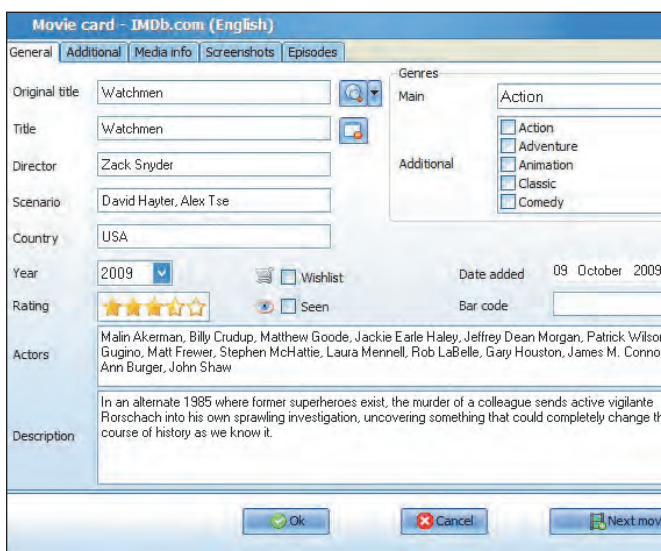 Movie card - IMDb.com (English)
General Additional Media info Screenshots Episodes
Original title Watchmen
Title Watchmen
Director Zack Snyder
Scenario David Hayter, Alex Tse
Country USA
Year 2009 Wishlist
Rating Seen
Genres
Main Action
Additional
Action
Adventure
Animation
Classic
Comedy
Date added 09 October 2009
Bar code
Actors
Malin Akerman, Billy Crudup, Matthew Goode, Jackie Earle Haley, Jeffrey Dean Morgan, Patrick Wilson
Gugino, Matt Frewer, Stephen McHattie, Laura Mennell, Rob LaBelle, Gary Houston, James M. Conno
Ann Burger, John Shaw
Description
In an alternate 1985 where former superheroes exist, the murder of a colleague sends active vigilante
Rorschach into his own sprawling investigation, uncovering something that could completely change th
course of history as we know it.
Ok Cancel Next mov